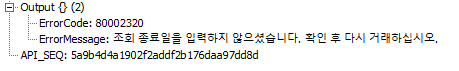 Output {} (2)
ErrorCode: 80002320
ErrorMessage: 조회 종료일을 입력하지 않으셨습니다. 확인 후 다시 거래하십시오.
API_SEQ: 5a9b4d4a1902f2addf2b176daa97dd8d